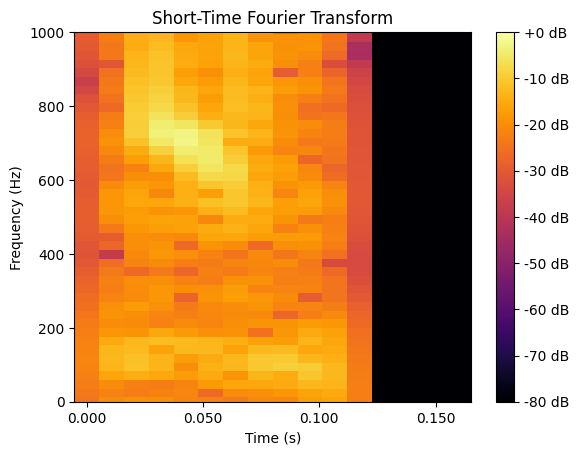 Short-Time Fourier Transform
1000
800
600
400
200
0
Frequency (Hz)
0.000
0.050
0.100
0.150
Time (s)
+0 dB
-10 dB
-20 dB
-30 dB
-40 dB
-50 dB
-60 dB
-70 dB
-80 dB